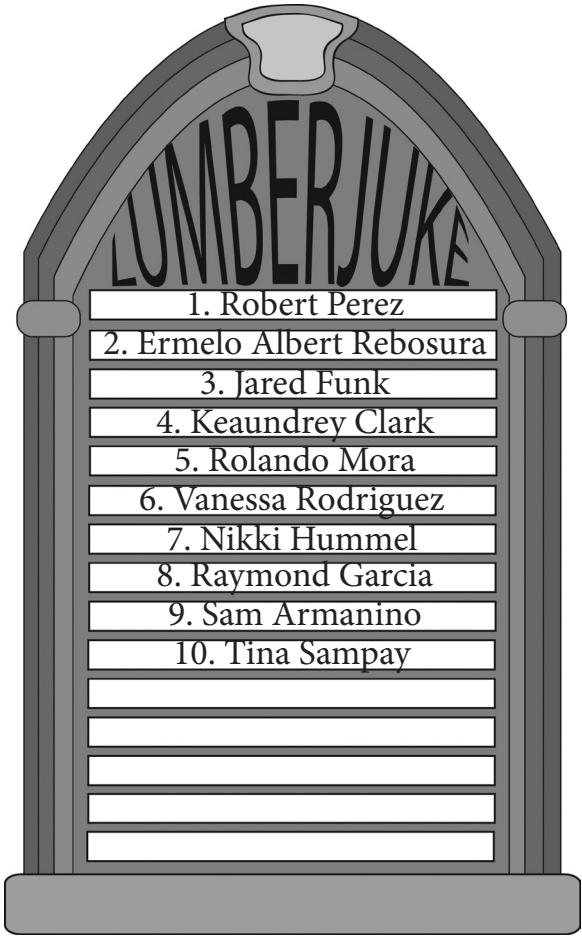 LUMBERJUKE
1. Robert Perez
2. Ermelo Albert Rebosura
3. Jared Funk
4. Keaundrey Clark
5. Rolando Mora
6. Vanessa Rodriguez
7. Nikki Hummel
8. Raymond Garcia
9. Sam Armanino
10. Tina Sampay